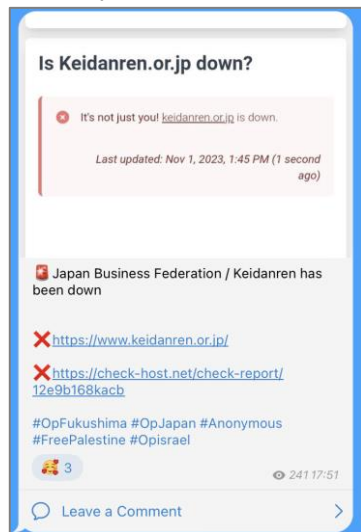 Is Keidanren.or.jp down?
It's not just you! keidanren.or.jp is down.
Last updated: Nov 1, 2023, 1:45 PM (1 second
ago)
🚨 Japan Business Federation / Keidanren has
been down
❌https://www.keidanren.or.jp/
❌https://check-host.net/check-report/
12e9b168kacb
#OpFukushima #OpJapan #Anonymous
#FreePalestine #Opisrael
🥰 3
241 17:51
Leave a Comment